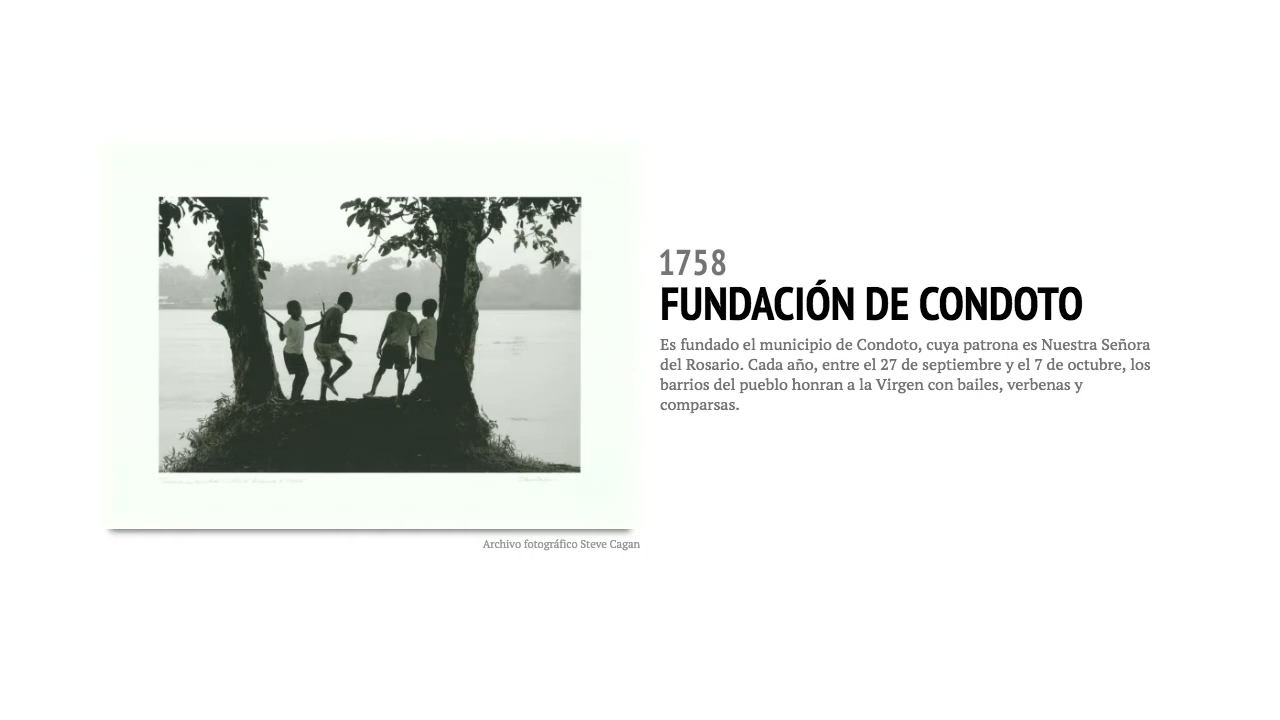 1758
FUNDACIÓN DE CONDOTO
Es fundado el municipio de Condoto, cuya patrona es Nuestra Señora
del Rosario. Cada año, entre el 27 de septiembre y el 7 de octubre, los
barrios del pueblo honran a la Virgen con bailes, verbenas y
comparsas.
Archivo fotográfico Steve Cagan